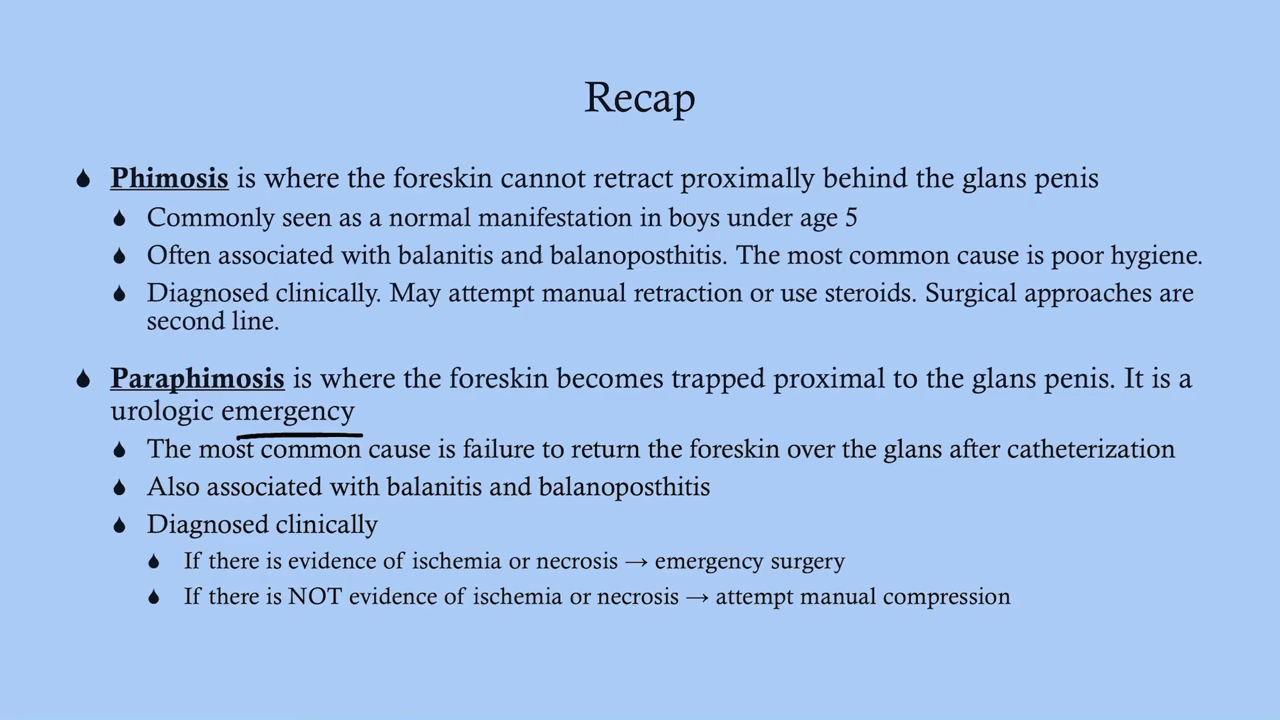 Recap
Phimosis is where the foreskin cannot retract proximally behind the glans penis
Commonly seen as a normal manifestation in boys under age 5
Often associated with balanitis and balanoposthitis. The most common cause is poor hygiene.
Diagnosed clinically. May attempt manual retraction or use steroids. Surgical approaches are
second line.
Paraphimosis is where the foreskin becomes trapped proximal to the glans penis. It is a
urologic emergency
The most common cause is failure to return the foreskin over the glans after catheterization
Also associated with balanitis and balanoposthitis
Diagnosed clinically
If there is evidence of ischemia or necrosis → emergency surgery
If there is NOT evidence of ischemia or necrosis → attempt manual compression